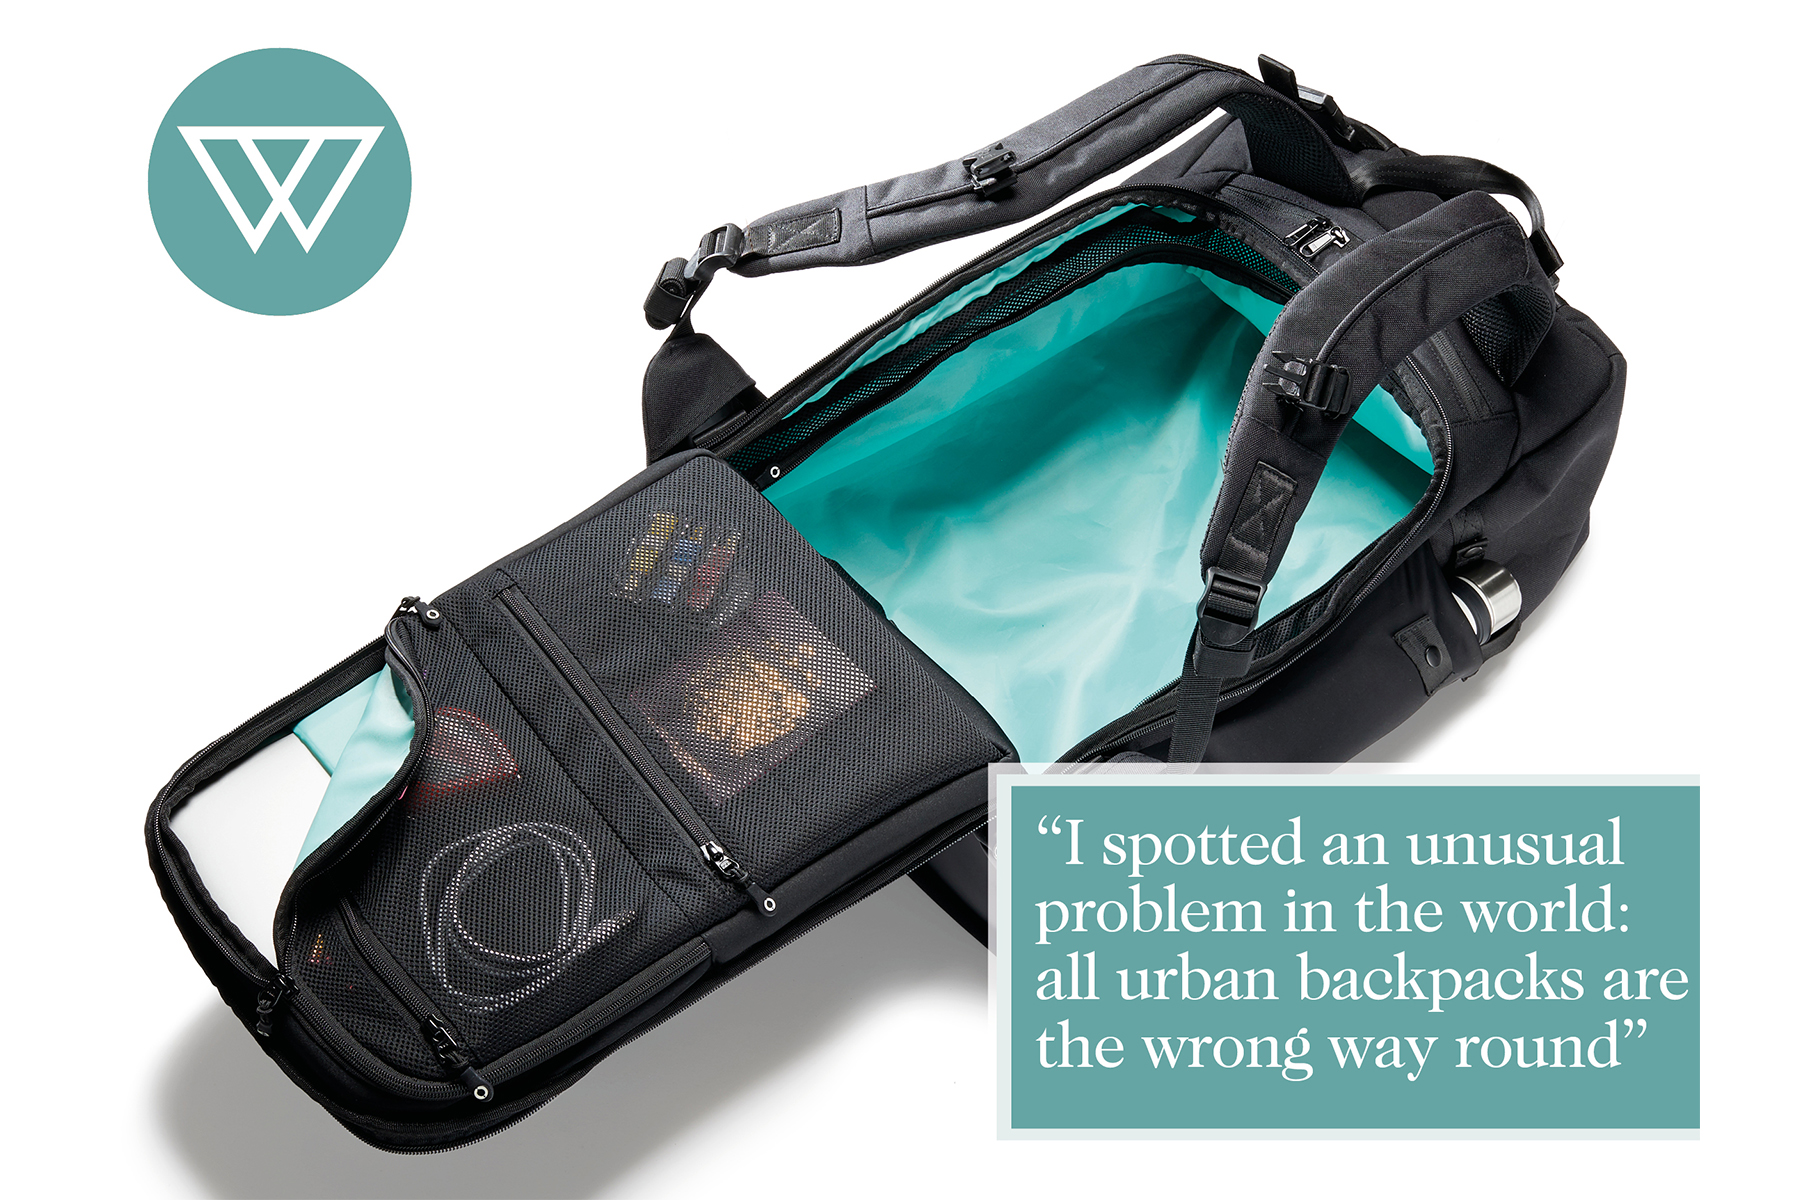 W
“I spotted an unusual
problem in the world:
all urban backpacks are
the wrong way round”